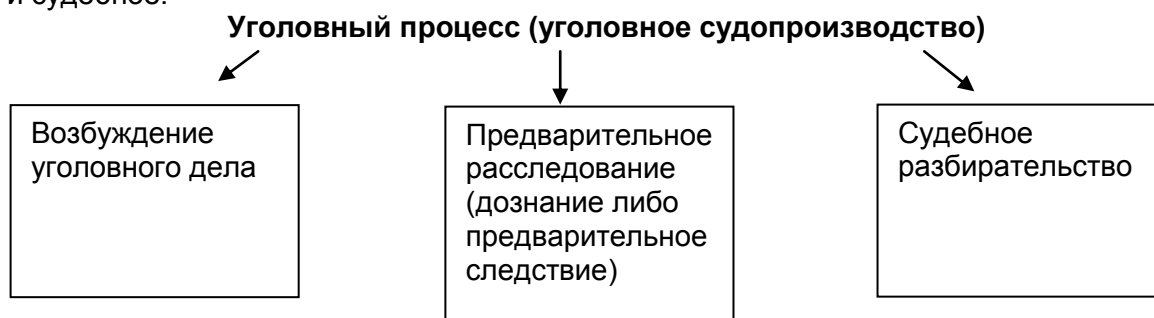 и судебное.
Уголовный процесс (уголовное судопроизводство)
Возбуждение
уголовного дела
Предварительное
расследование
(дознание либо
предварительное
следствие)
Судебное
разбирательство